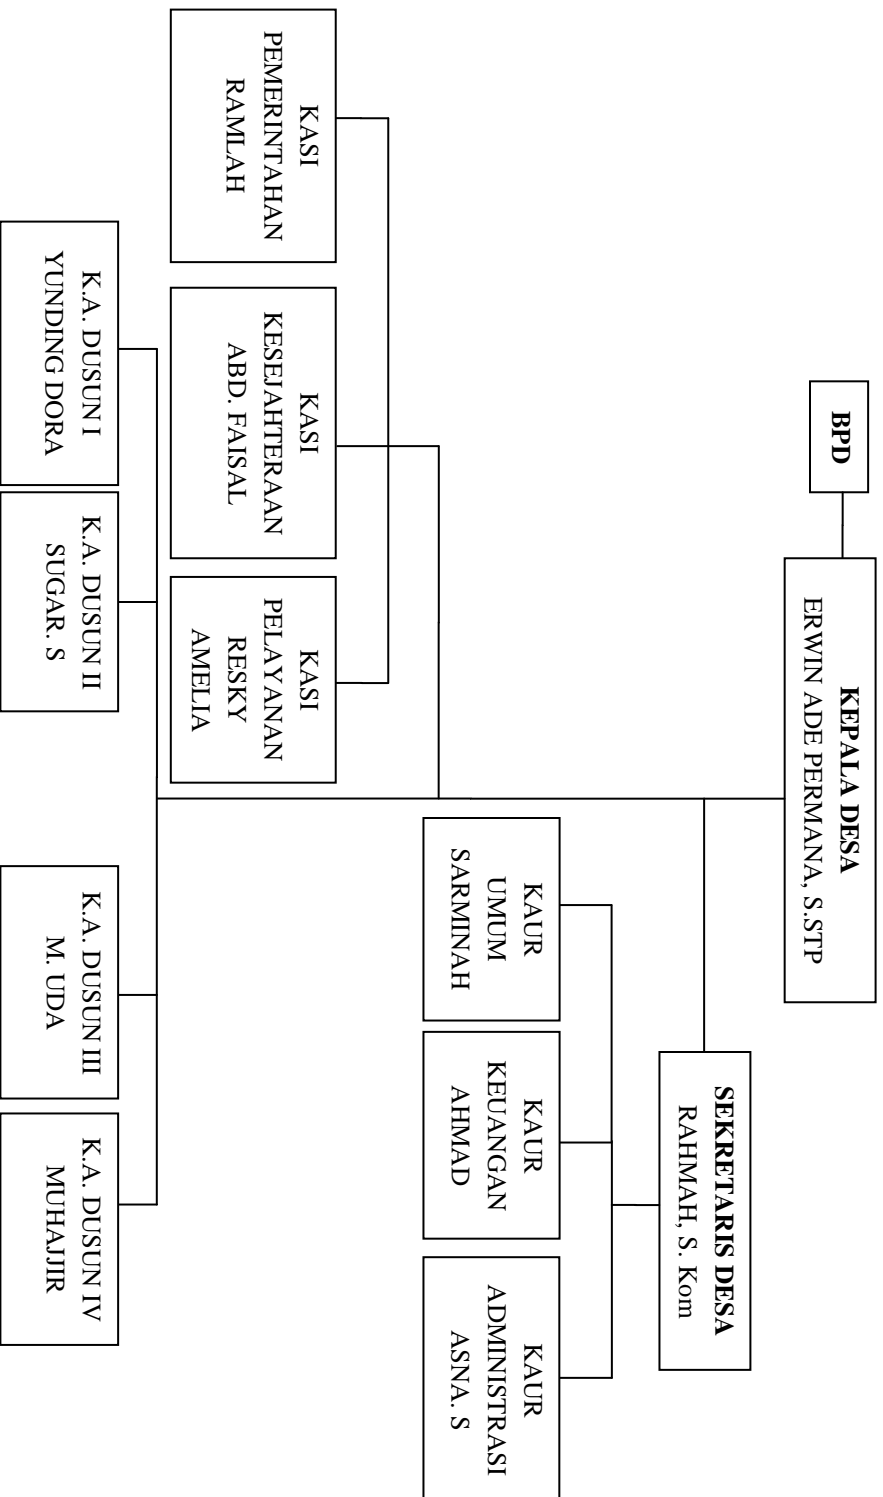 BPD
KEPALA DESA
ERWIN ADE PERMANA, S.STP
SEKRETARIS DESA
RAHMAH, S. Kom
KAUR
UMUM
SARMINAH
KAUR
KEUANGAN
AHMAD
KAUR
ADMINISTRASI
ASNA. S
KASI
PEMERINTAHAN
RAMLAH
KASI
KESEJAHTERAAN
ABD. FAISAL
KASI
PELAYANAN
RESKY
AMELIA
K.A. DUSUN I
YUNDING DORA
K.A. DUSUN II
SUGAR. S
K.A. DUSUN III
M. UDA
K.A. DUSUN IV
MUHAJJIR